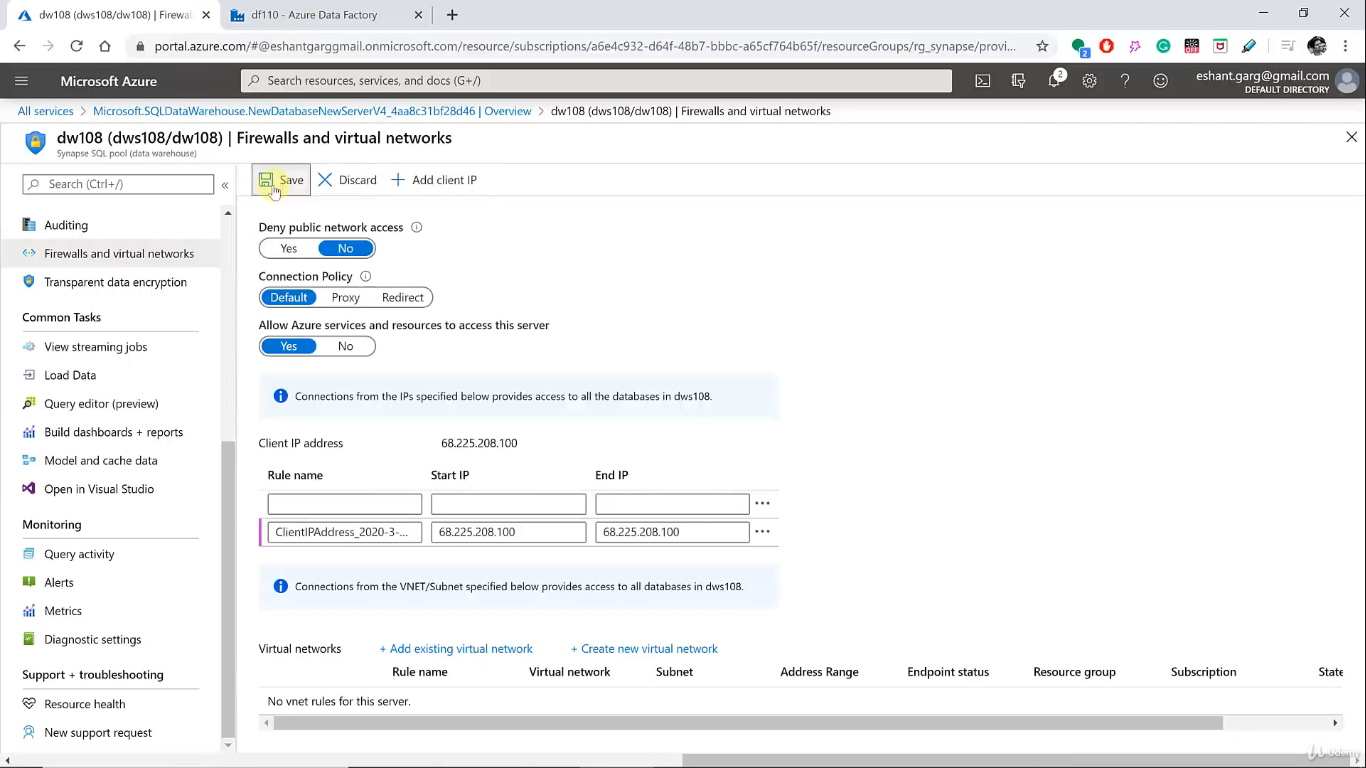 dw108 (dws108/dw108) | Firewal
df110 - Azure Data Factory
portal.azure.com/#@eshantgarggmail.onmicrosoft.com/resource/subscriptions/a6e4c932-d64f-48b7-bbbc-a65cf764b65f/resourceGroups/rg_synapse/provi...
2
Microsoft Azure
Search resources, services, and docs (G+/)
2
eshant.garg@gmail.com
DEFAULT DIRECTORY
All services > Microsoft.SQLDataWarehouse.NewDatabaseNewServerV4_4aa8c31bf28d46 | Overview > dw108 (dws108/dw108) | Firewalls and virtual networks
dw108 (dws108/dw108) | Firewalls and virtual networks
Synapse SQL pool (data warehouse)
Search (Ctrl+/)
Save Discard Add client IP
Auditing
Firewalls and virtual networks
Transparent data encryption
Common Tasks
View streaming jobs
Load Data
Query editor (preview)
Build dashboards + reports
Model and cache data
Open in Visual Studio
Monitoring
Query activity
Alerts
Metrics
Diagnostic settings
Support + troubleshooting
Resource health
New support request
Deny public network access
Yes No
Connection Policy
Default Proxy Redirect
Allow Azure services and resources to access this server
Yes No
Connections from the IPs specified below provides access to all the databases in dws108.
Client IP address 68.225.208.100
Rule name Start IP End IP
ClientIPAddress_2020-3-... 68.225.208.100 68.225.208.100
Connections from the VNET/Subnet specified below provides access to all databases in dws108.
Virtual networks + Add existing virtual network + Create new virtual network
Rule name Virtual network Subnet Address Range Endpoint status Resource group Subscription State
No vnet rules for this server.
Udemy